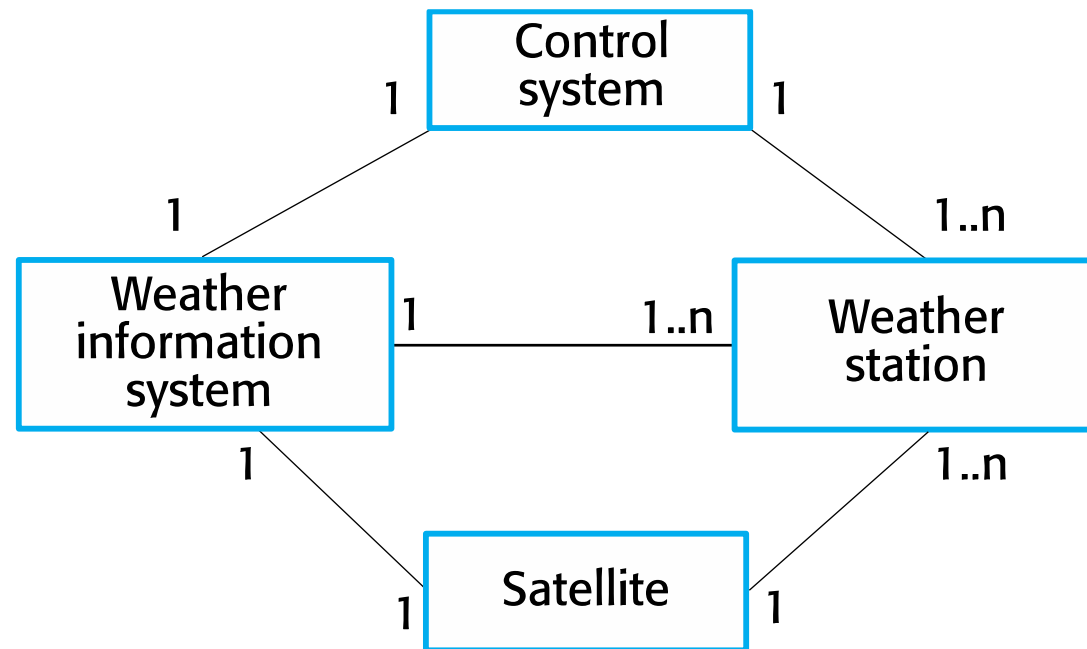 Control
system
1
1
1
1..n
Weather
information
system
1
1..n
Weather
station
1
1..n
Satellite
1
1